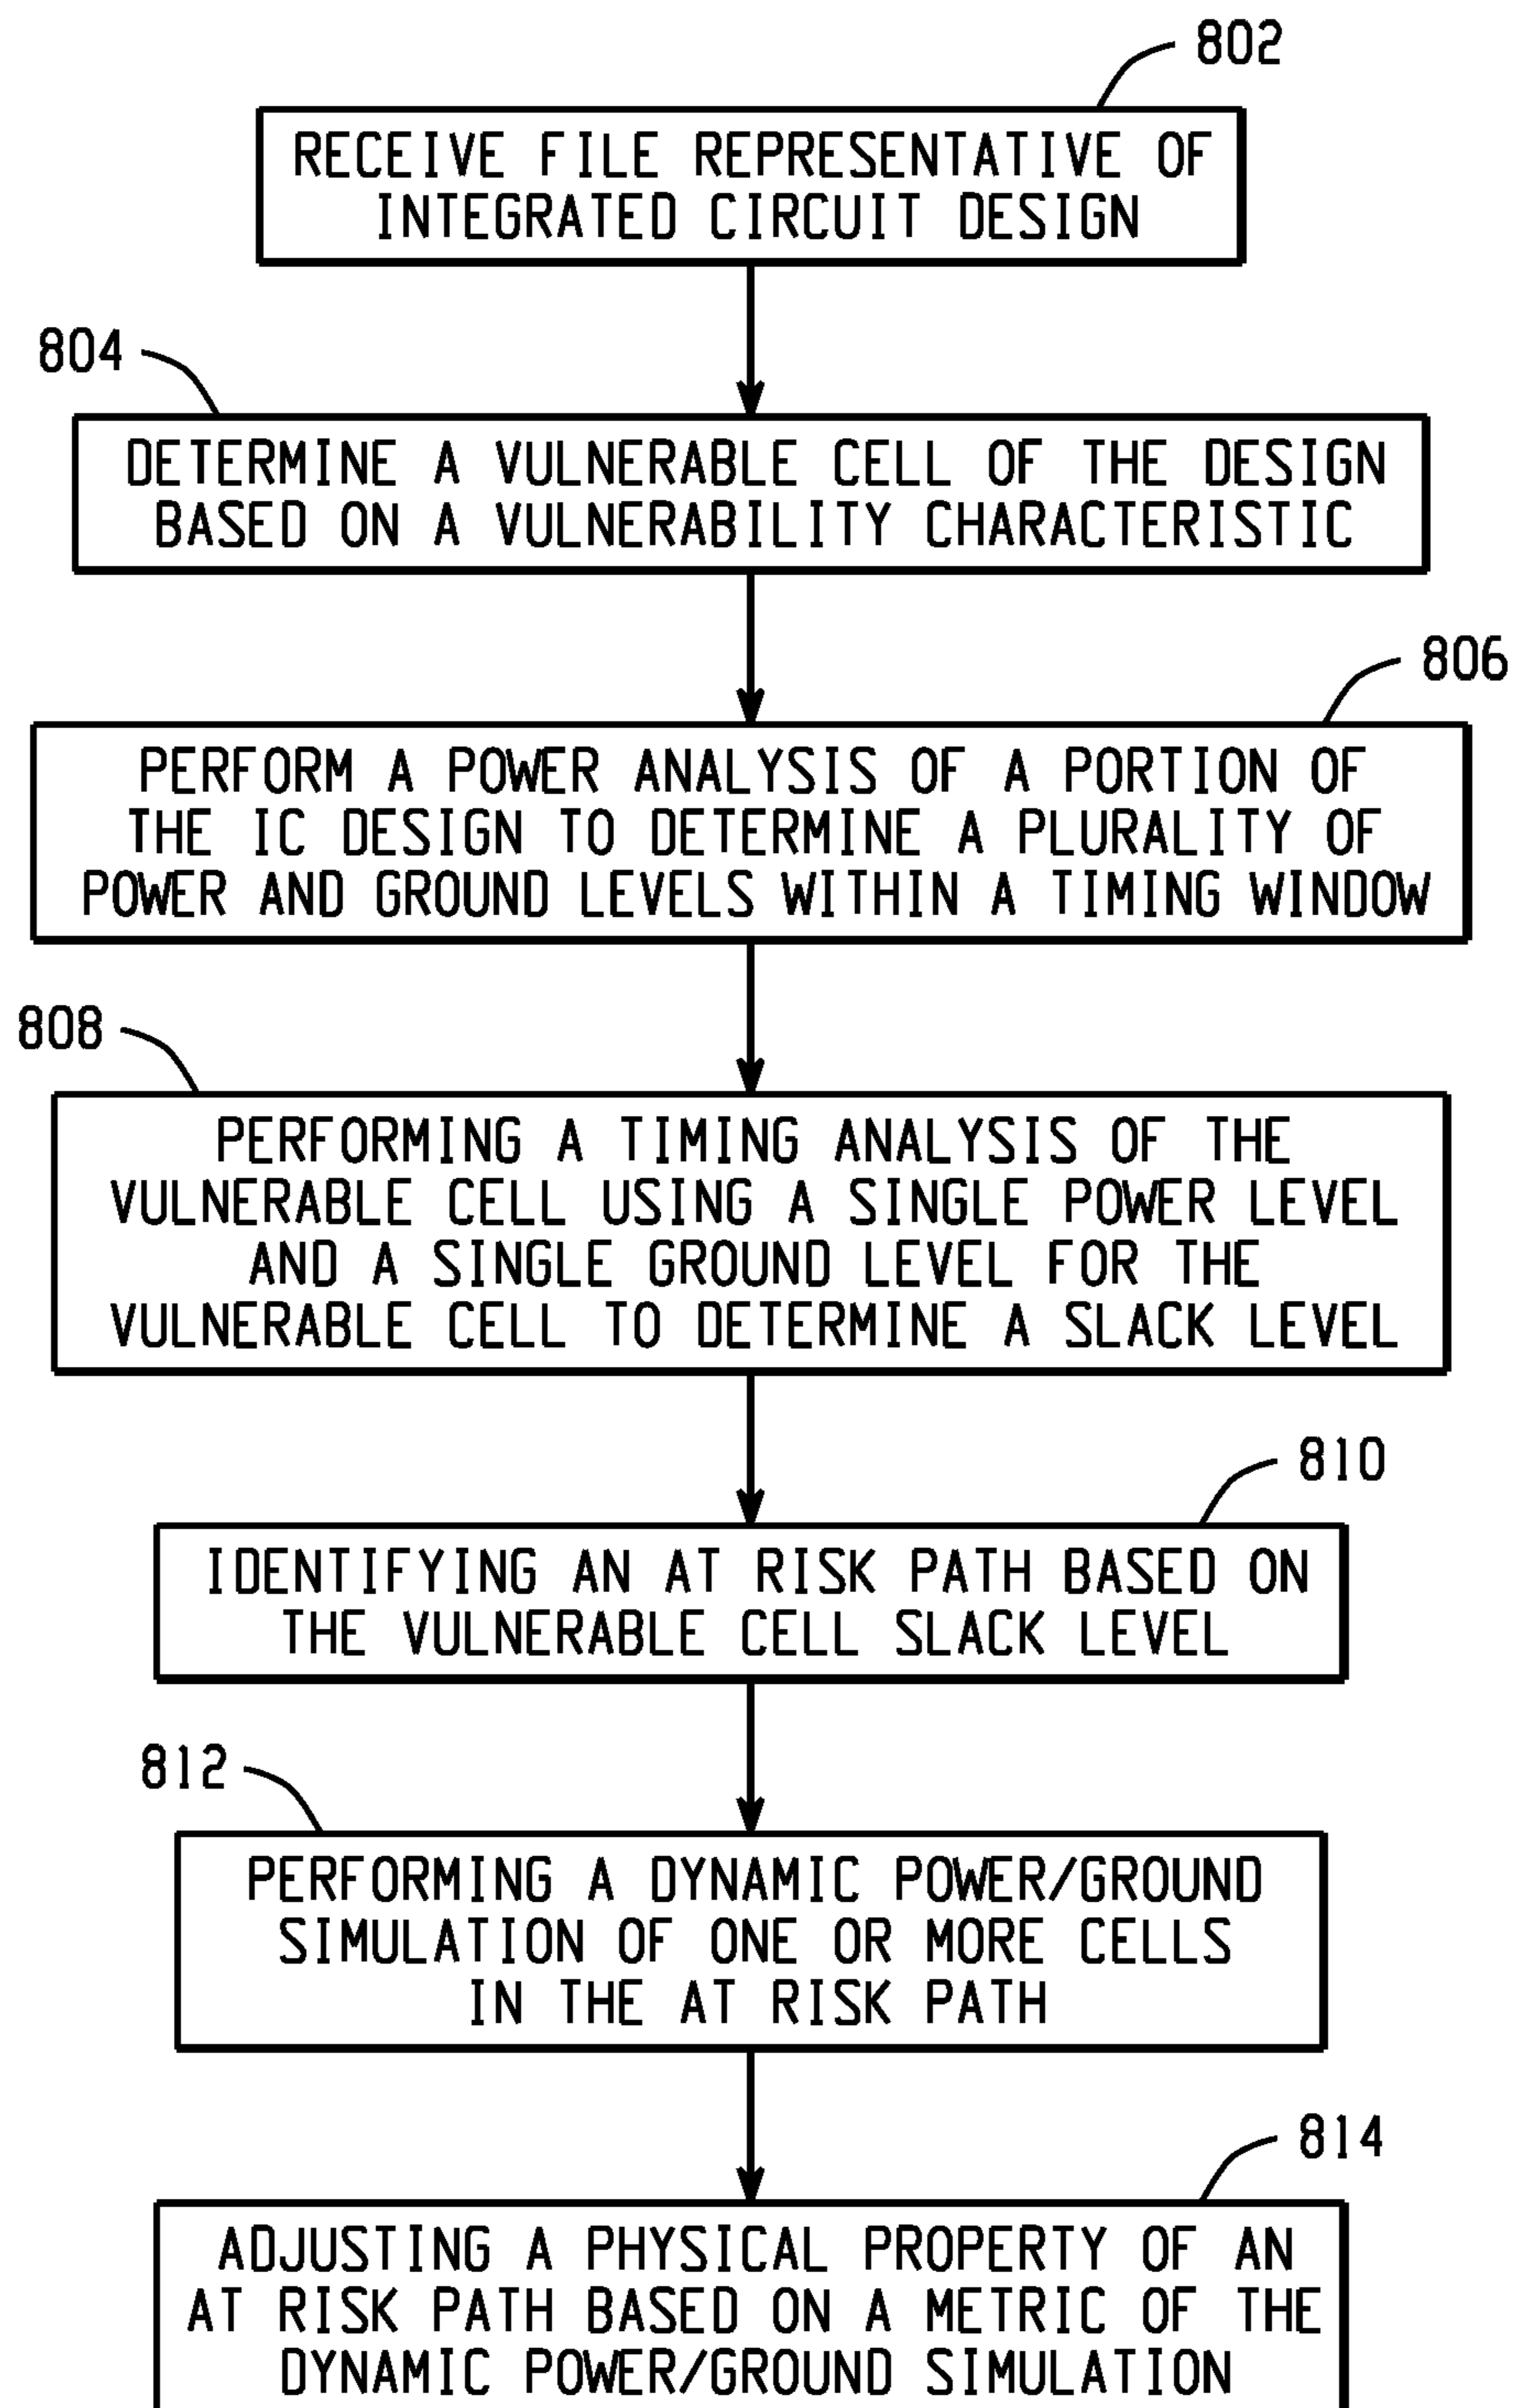 802
RECEIVE FILE REPRESENTATIVE OF
INTEGRATED CIRCUIT DESIGN
804
DETERMINE A VULNERABLE CELL OF THE DESIGN
BASED ON A VULNERABILITY CHARACTERISTIC
806
PERFORM A POWER ANALYSIS OF A PORTION OF
THE IC DESIGN TO DETERMINE A PLURALITY OF
POWER AND GROUND LEVELS WITHIN A TIMING WINDOW
808
PERFORMING A TIMING ANALYSIS OF THE
VULNERABLE CELL USING A SINGLE POWER LEVEL
AND A SINGLE GROUND LEVEL FOR THE
VULNERABLE CELL TO DETERMINE A SLACK LEVEL
810
IDENTIFYING AN AT RISK PATH BASED ON
THE VULNERABLE CELL SLACK LEVEL
812
PERFORMING A DYNAMIC POWER/GROUND
SIMULATION OF ONE OR MORE CELLS
IN THE AT RISK PATH
814
ADJUSTING A PHYSICAL PROPERTY OF AN
AT RISK PATH BASED ON A METRIC OF THE
DYNAMIC POWER/GROUND SIMULATION